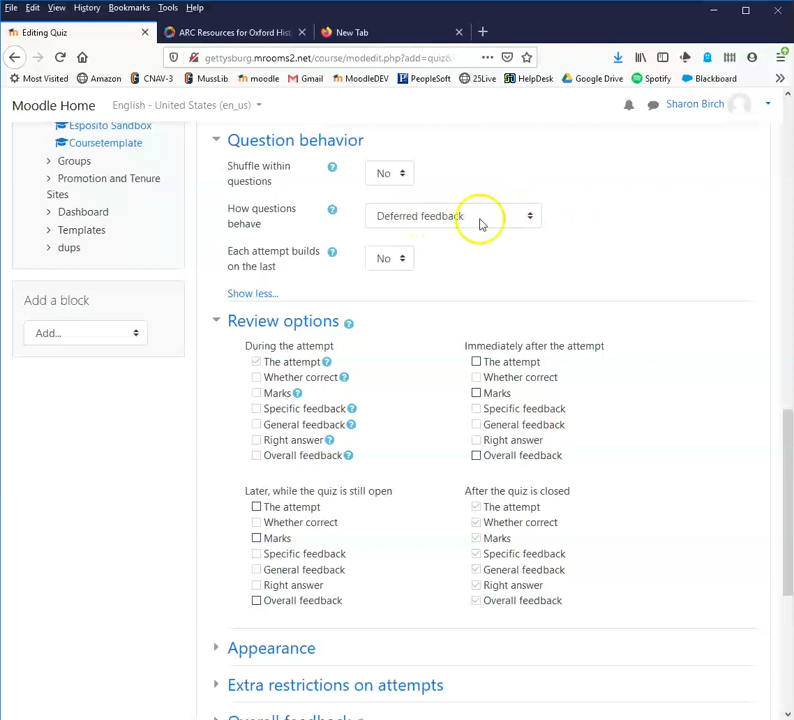 File Edit View History Bookmarks Tools Help
Editing Quiz
ARC Resources for Oxford Hist
New Tab
gettysburg.mrooms2.net/course/modedit.php?add=quiz&
Most Visited Amazon CNAV-3 MusLib moodle Gmail MoodleDEV PeopleSoft 25Live HelpDesk Google Drive Spotify Blackboard
Moodle Home English - United States (en_us) Sharon Birch
Esposito Sandbox
Coursetemplate
Groups
Promotion and Tenure
Sites
Dashboard
Templates
dups
Add a block
Add...
Question behavior
Shuffle within
questions
No
How questions
behave
Deferred feedback
Each attempt builds
on the last
No
Show less...
Review options
During the attempt
The attempt
Whether correct
Marks
Specific feedback
General feedback
Right answer
Overall feedback
Immediately after the attempt
The attempt
Whether correct
Marks
Specific feedback
General feedback
Right answer
Overall feedback
Later, while the quiz is still open
The attempt
Whether correct
Marks
Specific feedback
General feedback
Right answer
Overall feedback
After the quiz is closed
The attempt
Whether correct
Marks
Specific feedback
General feedback
Right answer
Overall feedback
Appearance
Extra restrictions on attempts
Overall feedback